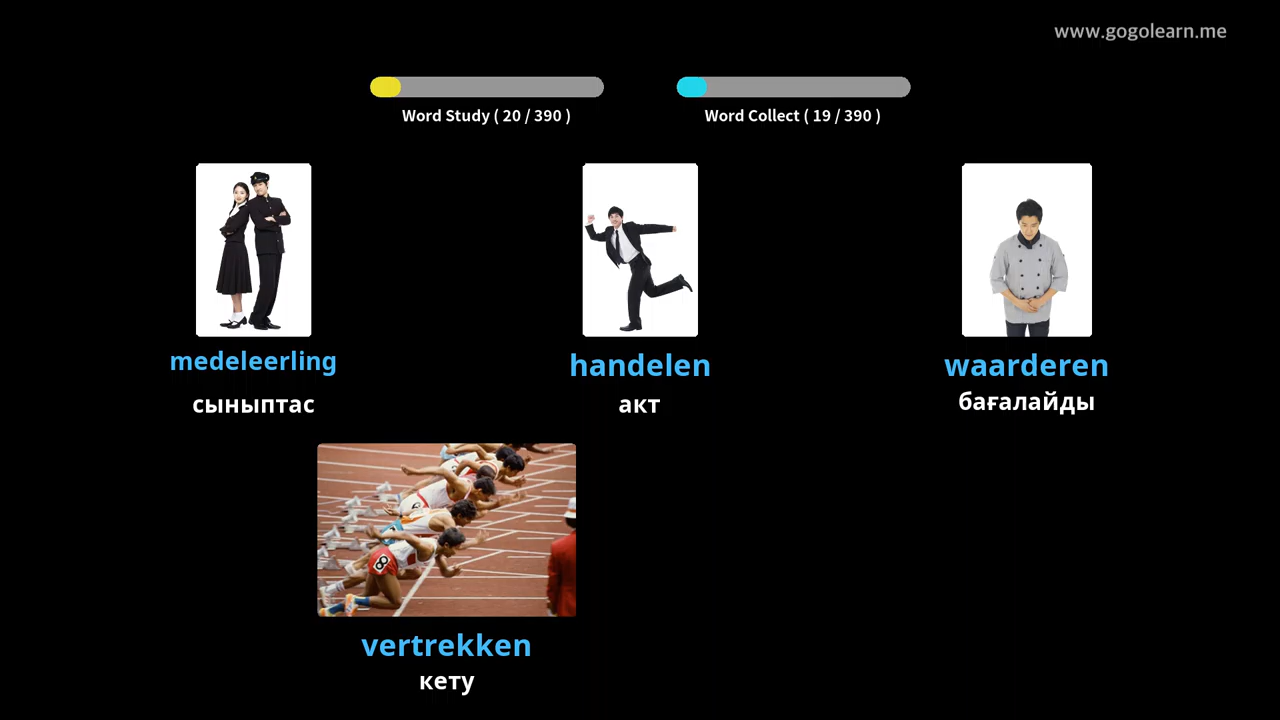 www.gogolearn.me
Word Study ( 20 / 390 )
Word Collect ( 19 / 390 )
medeleerling
handelen
waarderen
сыныптас
акт
бағалайды
8
vertrekken
кету